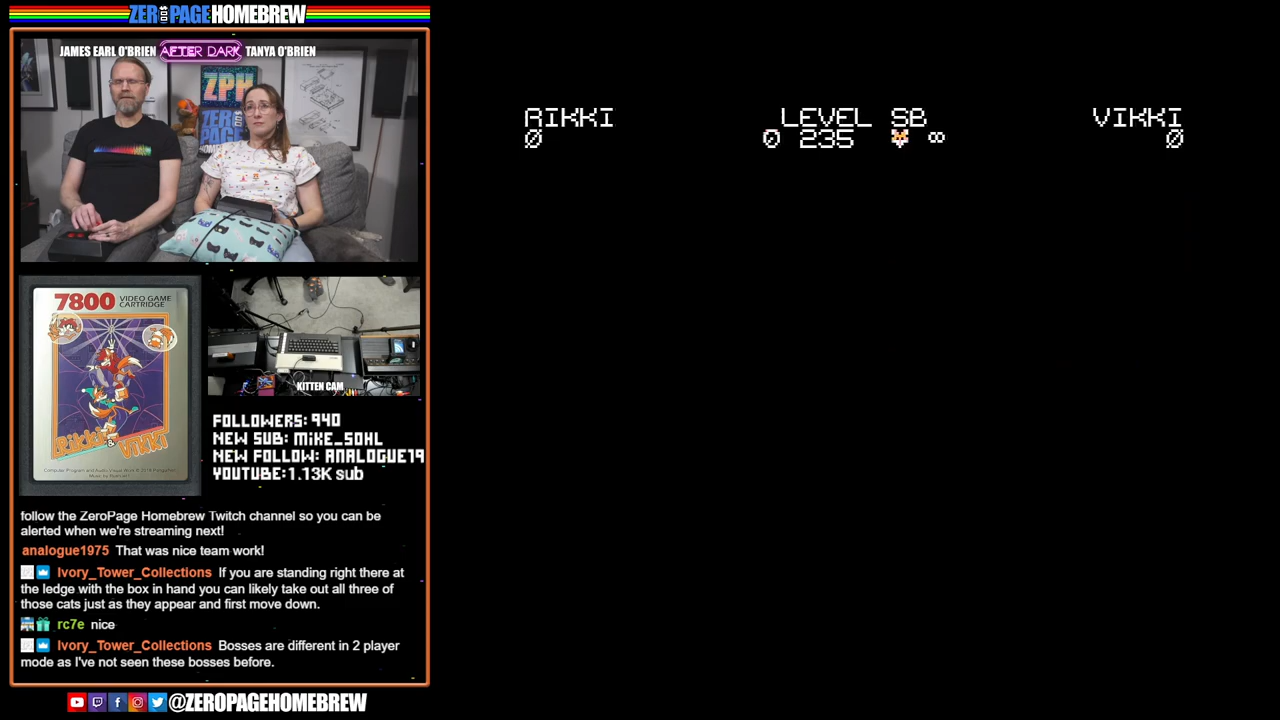 ZEROPAGE HOMEBREW
JAMES EARL O'BRIEN AFTER DARK TANYA O'BRIEN
ZPH
ZERO
PAGE
RIKKI LEVEL SB VIKKI
0 0 235 ∞ 0
7800 VIDEO GAME CARTRIDGE
Rikki & Vikki
KITTEN CAM
FOLLOWERS: 940
NEW SUB: MIKE_SOHL
NEW FOLLOW: ANALOGUE19
YOUTUBE:1.13K sub
follow the ZeroPage Homebrew Twitch channel so you can be
alerted when we're streaming next!
analogue1975 That was nice team work!
Ivory_Tower_Collections If you are standing right there at
the ledge with the box in hand you can likely take out all three of
those cats just as they appear and first move down.
rc7e nice
Ivory_Tower_Collections Bosses are different in 2 player
mode as I've not seen these bosses before.
@ZEROPAGEHOMEBREW